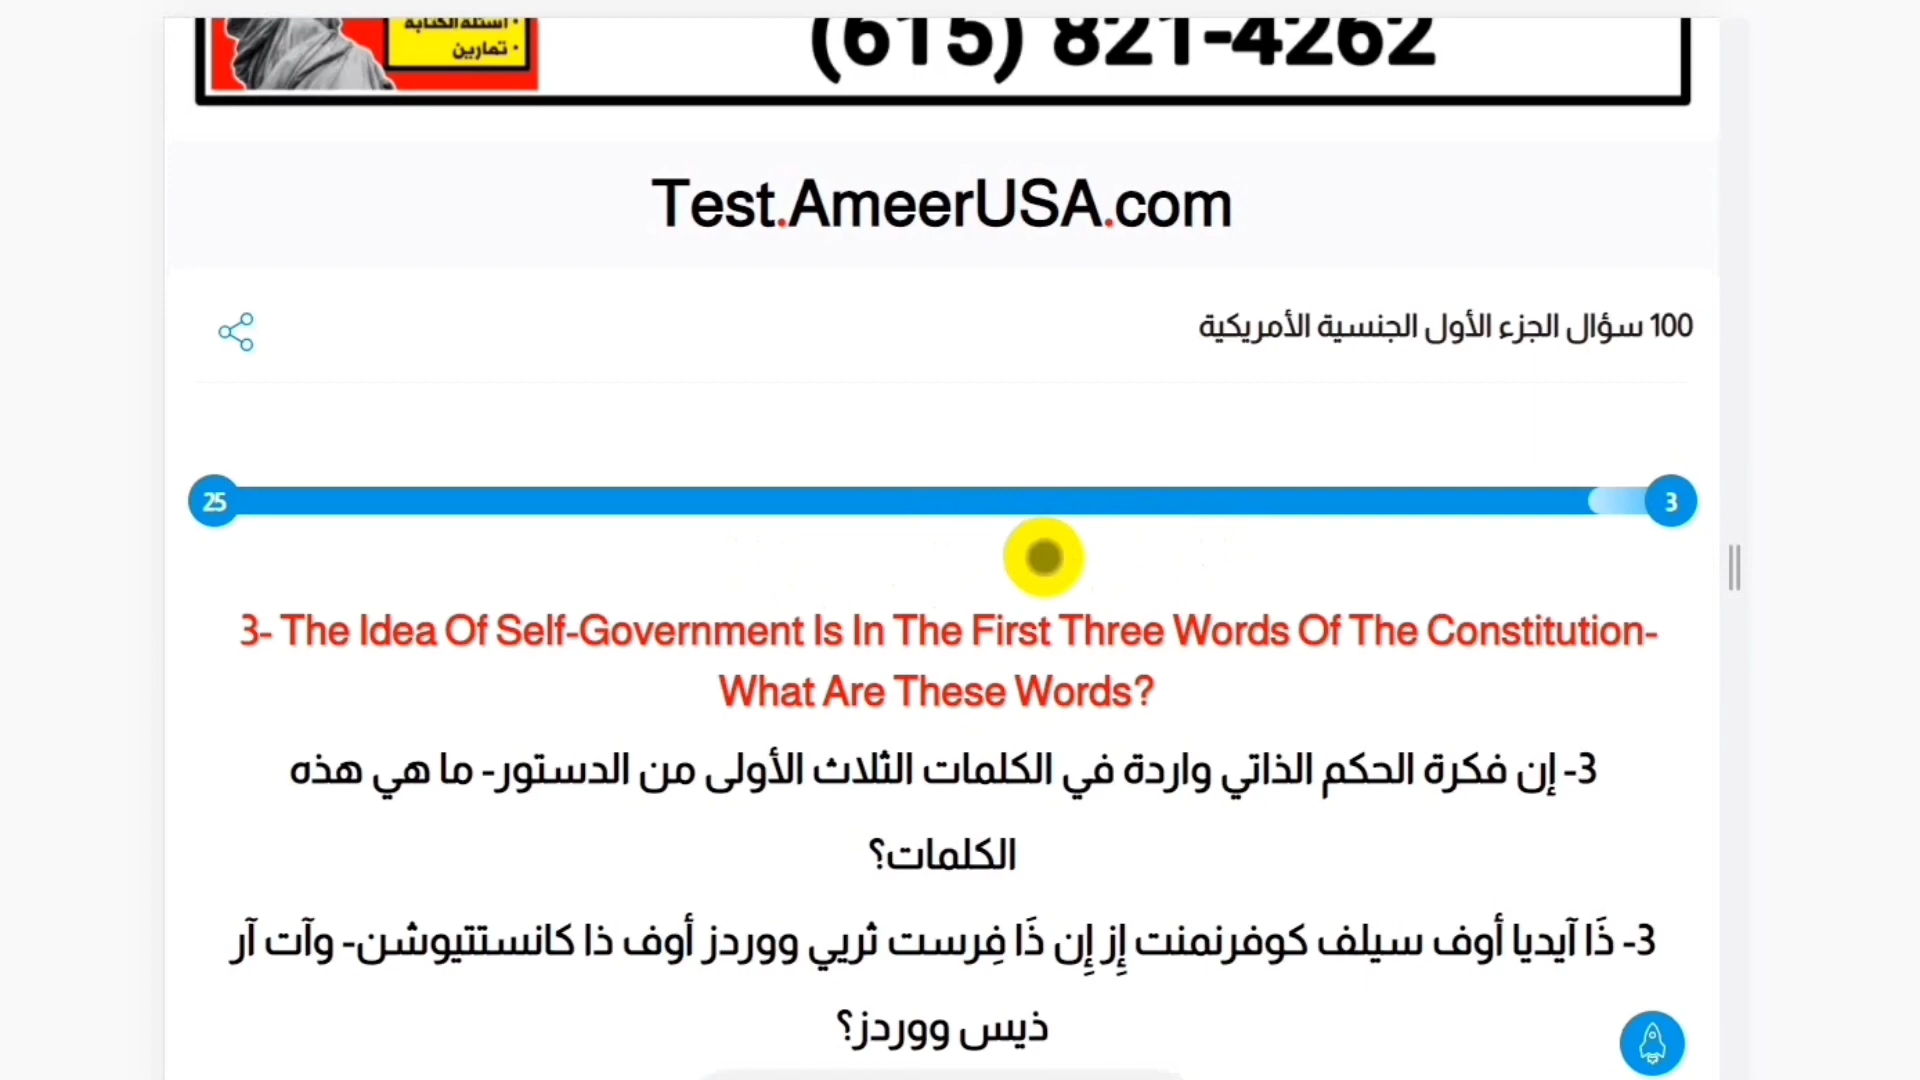 • اسئلة الكتابة
• تمارين
(615) 821-4262
Test.AmeerUSA.com
100 سؤال الجزء الأول الجنسية الأمريكية
25
3
3- The Idea Of Self-Government Is In The First Three Words Of The Constitution-
What Are These Words?
3- إن فكرة الحكم الذاتي واردة في الكلمات الثلاث الأولى من الدستور- ما هي هذه
الكلمات؟
3- ذَا آيديا أوف سيلف كوفرنمنت إِز إِن ذَا فِرست ثريي ووردز أوف ذا كانستتيوشن- وآت آر
ذيس ووردز؟